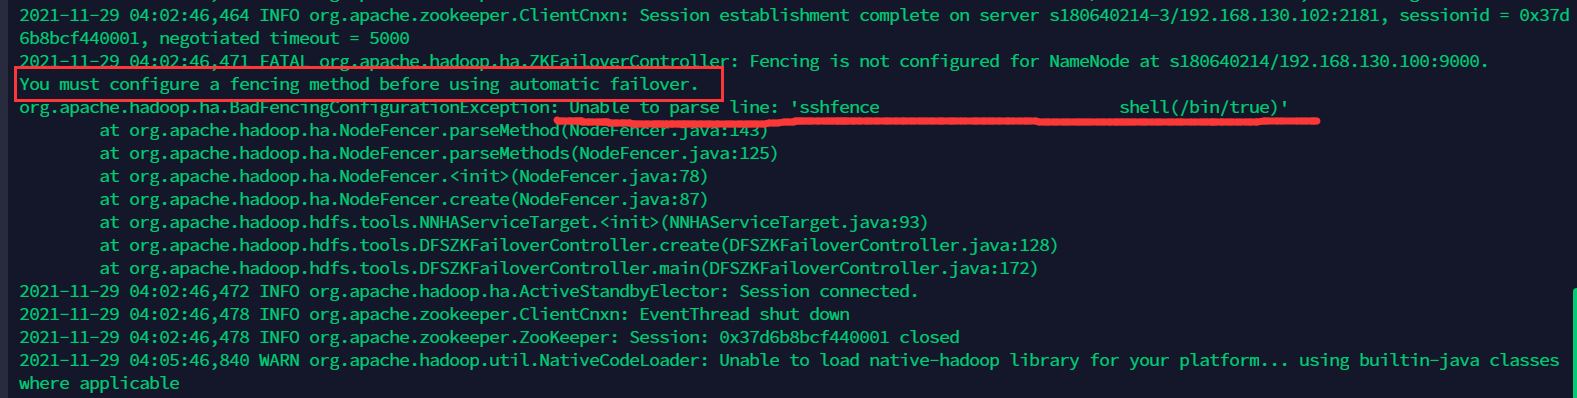 2021-11-29 04:02:46,464 INFO org.apache.zookeeper.ClientCnxn: Session establishment complete on server s180640214-3/192.168.130.102:2181, sessionid = 0x37d
6b8bcf440001, negotiated timeout = 5000
2021-11-29 04:02:46,471 FATAL org.apache.hadoop.ha.ZKFailoverController: Fencing is not configured for NameNode at s180640214/192.168.130.100:9000.
You must configure a fencing method before using automatic failover.
org.apache.hadoop.ha.BadFencingConfigurationException: Unable to parse line: 'sshfence                        shell(/bin/true)'
        at org.apache.hadoop.ha.NodeFencer.parseMethod(NodeFencer.java:143)
        at org.apache.hadoop.ha.NodeFencer.parseMethods(NodeFencer.java:125)
        at org.apache.hadoop.ha.NodeFencer.<init>(NodeFencer.java:78)
        at org.apache.hadoop.ha.NodeFencer.create(NodeFencer.java:87)
        at org.apache.hadoop.hdfs.tools.NNHAServiceTarget.<init>(NNHAServiceTarget.java:93)
        at org.apache.hadoop.hdfs.tools.DFSZKFailoverController.create(DFSZKFailoverController.java:128)
        at org.apache.hadoop.hdfs.tools.DFSZKFailoverController.main(DFSZKFailoverController.java:172)
2021-11-29 04:02:46,472 INFO org.apache.hadoop.ha.ActiveStandbyElector: Session connected.
2021-11-29 04:02:46,478 INFO org.apache.zookeeper.ClientCnxn: EventThread shut down
2021-11-29 04:02:46,478 INFO org.apache.zookeeper.ZooKeeper: Session: 0x37d6b8bcf440001 closed
2021-11-29 04:05:46,840 WARN org.apache.hadoop.util.NativeCodeLoader: Unable to load native-hadoop library for your platform... using builtin-java classes
where applicable